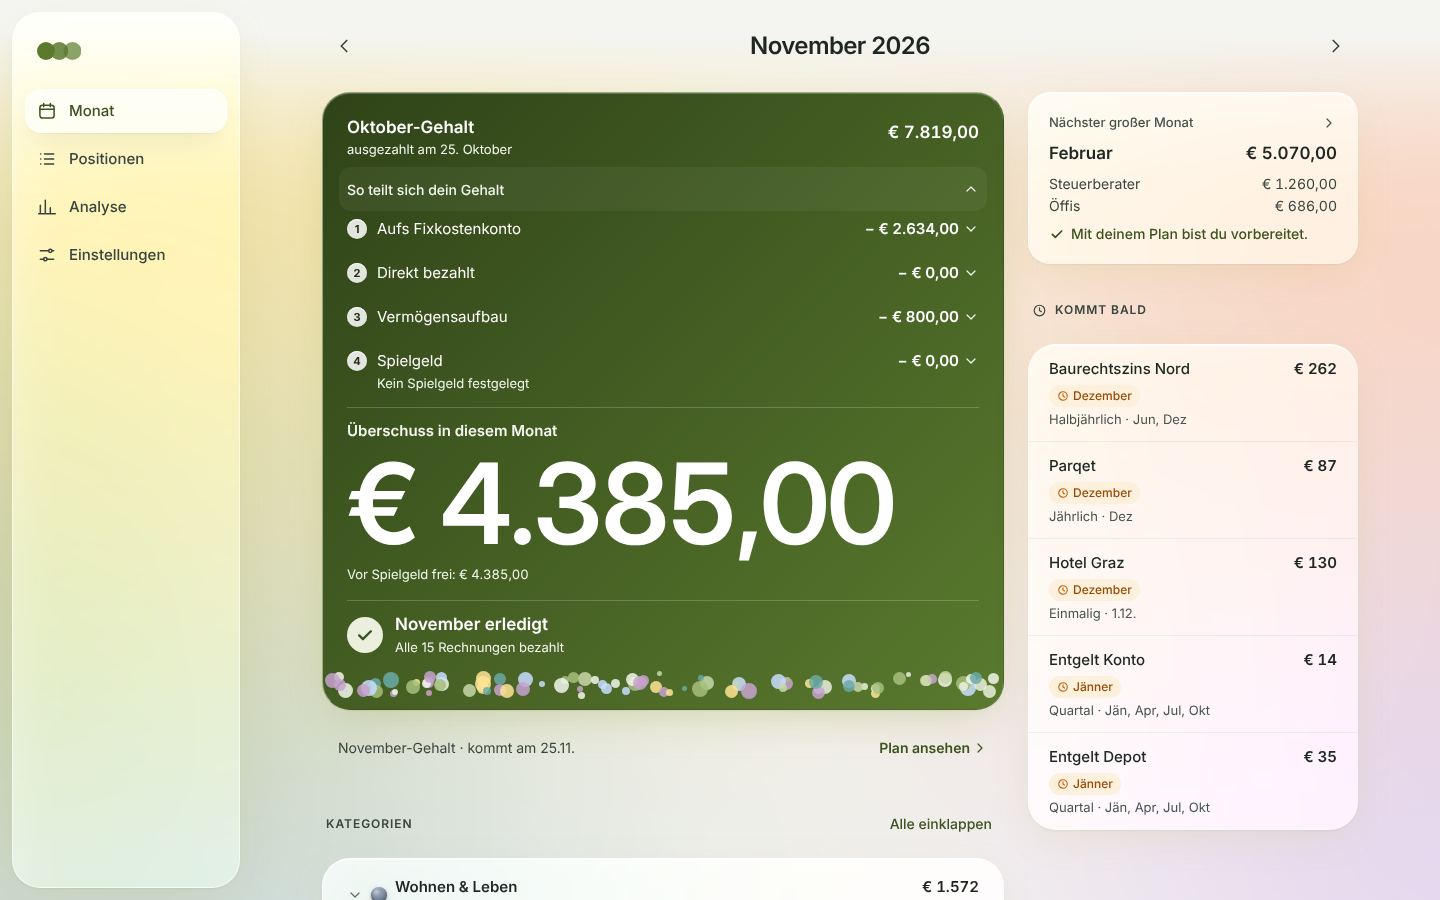 Monat
Positionen
Analyse
Einstellungen
November 2026
Oktober-Gehalt
€ 7.819,00
ausgezahlt am 25. Oktober
So teilt sich dein Gehalt
1 Aufs Fixkostenkonto – € 2.634,00
2 Direkt bezahlt – € 0,00
3 Vermögensaufbau – € 800,00
4 Spielgeld – € 0,00
Kein Spielgeld festgelegt
Überschuss in diesem Monat
€ 4.385,00
Vor Spielgeld frei: € 4.385,00
November erledigt
Alle 15 Rechnungen bezahlt
November-Gehalt · kommt am 25.11.
Plan ansehen
KATEGORIEN
Alle einklappen
Wohnen & Leben € 1.572
Nächster großer Monat
Februar € 5.070,00
Steuerberater € 1.260,00
Öffis € 686,00
Mit deinem Plan bist du vorbereitet.
KOMMT BALD
Baurechtszins Nord € 262
Dezember
Halbjährlich · Jun, Dez
Parqet € 87
Dezember
Jährlich · Dez
Hotel Graz € 130
Dezember
Einmalig · 1.12.
Entgelt Konto € 14
Jänner
Quartal · Jän, Apr, Jul, Okt
Entgelt Depot € 35
Jänner
Quartal · Jän, Apr, Jul, Okt